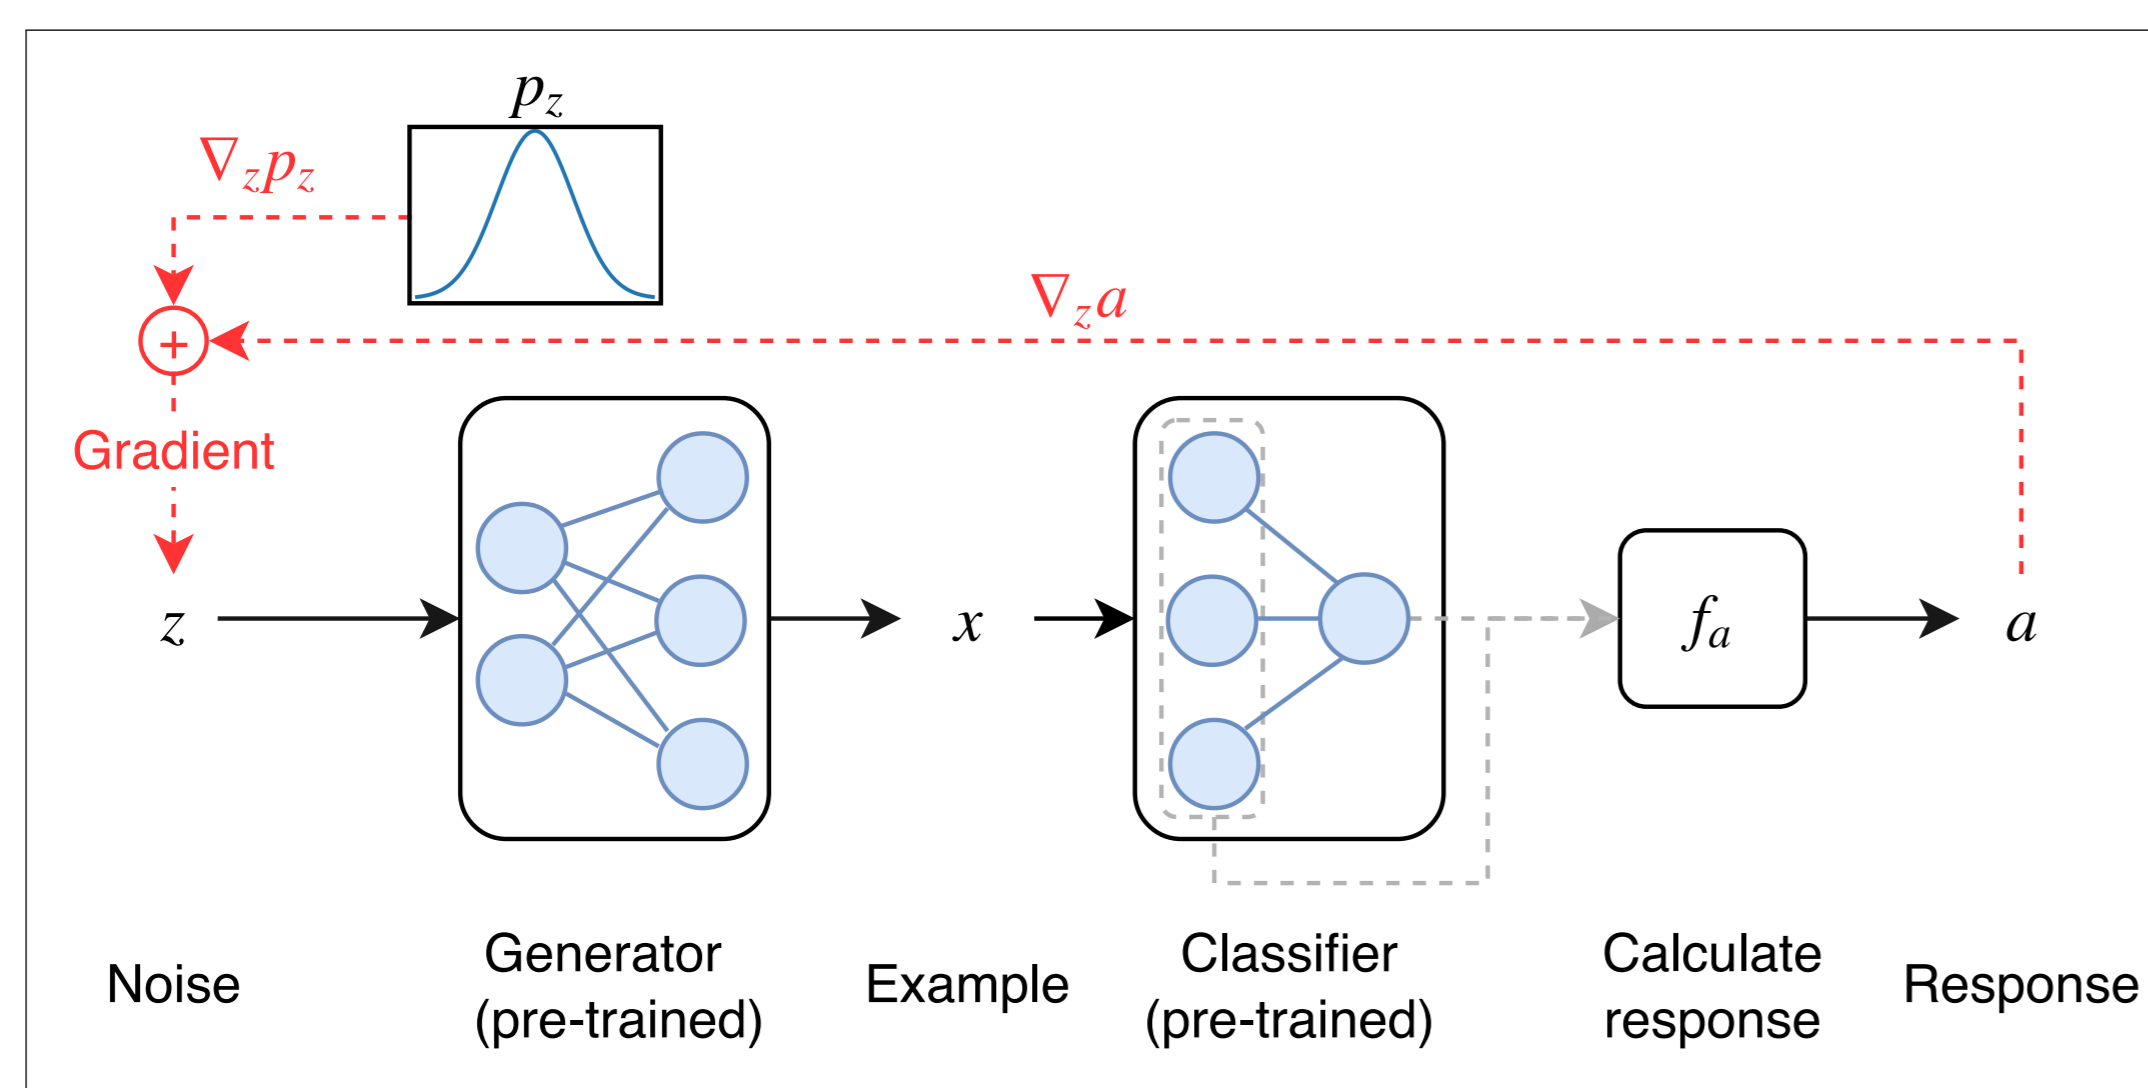 p_z
∇_z p_z
∇_z a
+
Gradient
z
x
f_a
a
Noise
Generator
(pre-trained)
Example
Classifier
(pre-trained)
Calculate
response
Response